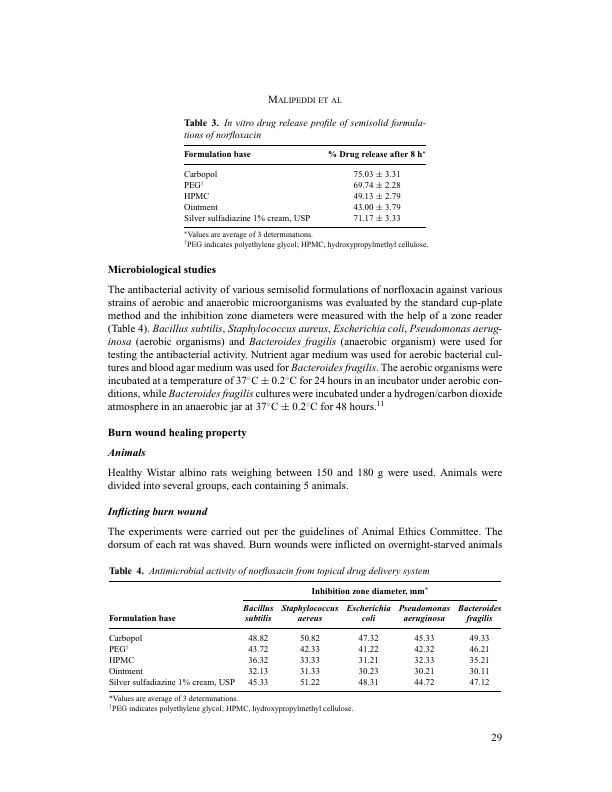 MALIPEDDI ET AL
Table 3. In vitro drug release profile of semisolid formula-
tions of norfloxacin
Formulation base % Drug release after 8 h*
Carbopol 75.03 ± 3.31
PEG† 69.74 ± 2.28
HPMC 49.13 ± 2.79
Ointment 43.00 ± 3.79
Silver sulfadiazine 1% cream, USP 71.17 ± 3.33
*Values are average of 3 determinations.
†PEG indicates polyethylene glycol; HPMC, hydroxypropylmethyl cellulose.
Microbiological studies
The antibacterial activity of various semisolid formulations of norfloxacin against various
strains of aerobic and anaerobic microorganisms was evaluated by the standard cup-plate
method and the inhibition zone diameters were measured with the help of a zone reader
(Table 4). Bacillus subtilis, Staphylococcus aureus, Escherichia coli, Pseudomonas aerug-
inosa (aerobic organisms) and Bacteroides fragilis (anaerobic organism) were used for
testing the antibacterial activity. Nutrient agar medium was used for aerobic bacterial cul-
tures and blood agar medium was used for Bacteroides fragilis. The aerobic organisms were
incubated at a temperature of 37°C ± 0.2°C for 24 hours in an incubator under aerobic con-
ditions, while Bacteroides fragilis cultures were incubated under a hydrogen/carbon dioxide
atmosphere in an anaerobic jar at 37°C ± 0.2°C for 48 hours.11
Burn wound healing property
Animals
Healthy Wistar albino rats weighing between 150 and 180 g were used. Animals were
divided into several groups, each containing 5 animals.
Inflicting burn wound
The experiments were carried out per the guidelines of Animal Ethics Committee. The
dorsum of each rat was shaved. Burn wounds were inflicted on overnight-starved animals
Table 4. Antimicrobial activity of norfloxacin from topical drug delivery system
Inhibition zone diameter, mm*
Bacillus Staphylococcus Escherichia Pseudomonas Bacteroides
Formulation base subtilis aereus coli aeruginosa fragilis
Carbopol 48.82 50.82 47.32 45.33 49.33
PEG† 43.72 42.33 41.22 42.32 46.21
HPMC 36.32 33.33 31.21 32.33 35.21
Ointment 32.13 31.33 30.23 30.21 30.11
Silver sulfadiazine 1% cream, USP 45.33 51.22 48.31 44.72 47.12
*Values are average of 3 determinations.
†PEG indicates polyethylene glycol; HPMC, hydroxypropylmethyl cellulose.
29